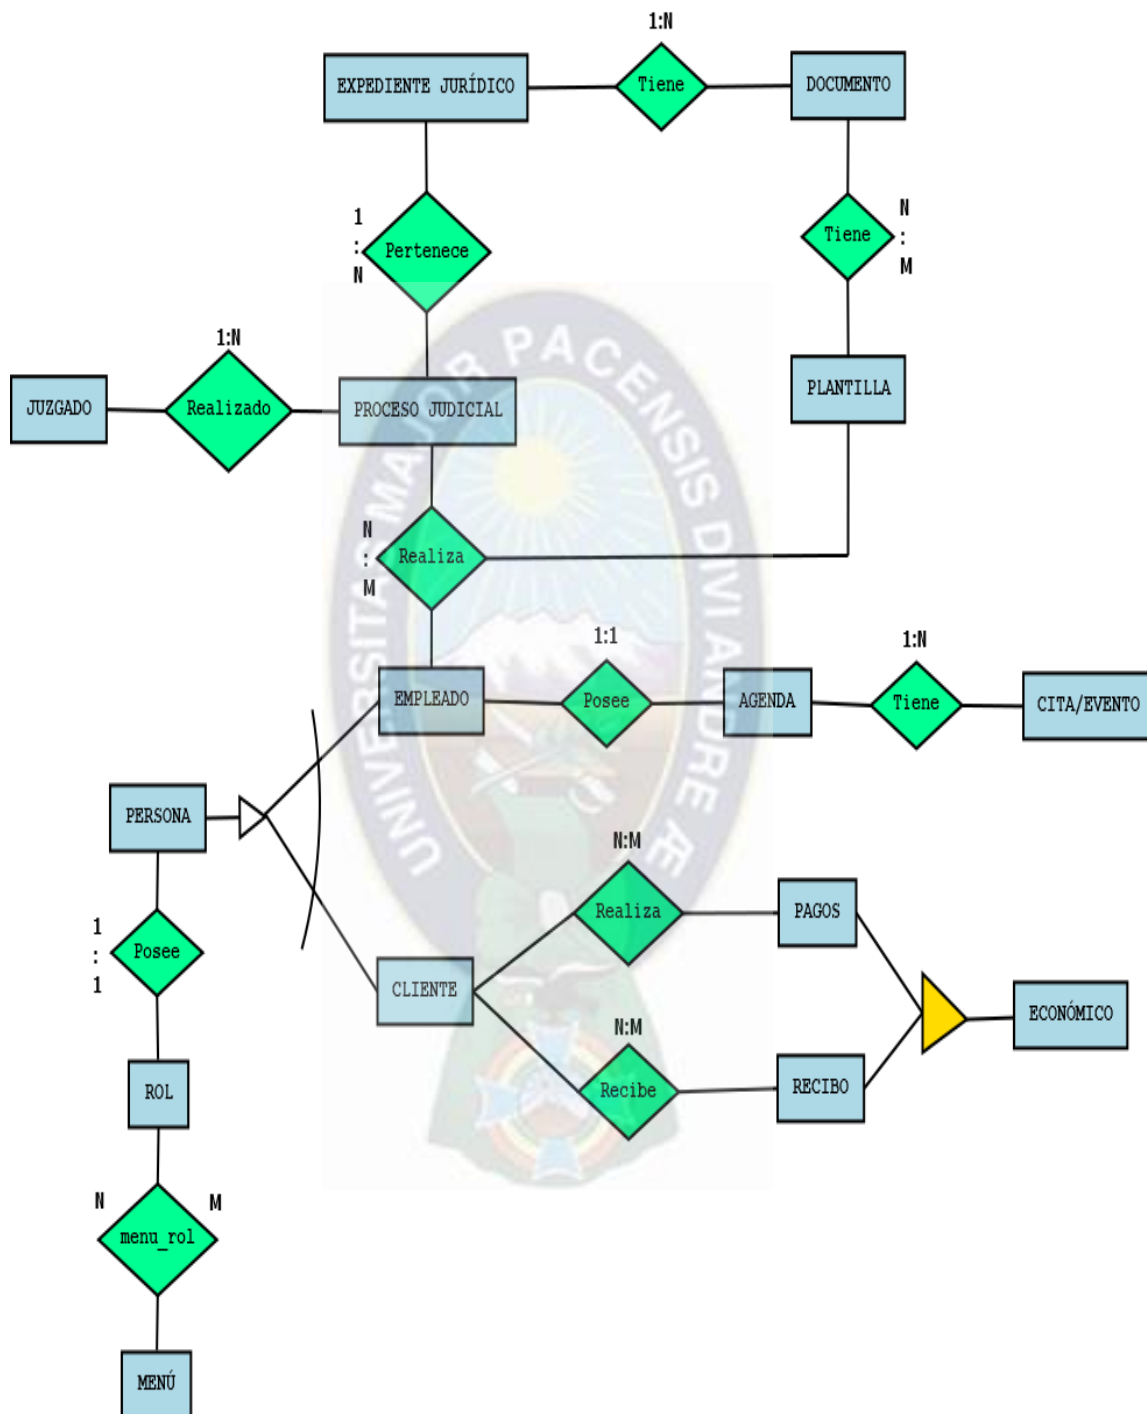 1:N
EXPEDIENTE JURÍDICO
Tiene
DOCUMENTO
1
:
N
Pertenece
Tiene
N
:
M
1:N
JUZGADO
Realizado
PROCESO JUDICIAL
PLANTILLA
N
:
M
Realiza
1:1
1:N
EMPLEADO
Posee
AGENDA
Tiene
CITA/EVENTO
PERSONA
N:M
Realiza
PAGOS
1
:
1
Posee
CLIENTE
ECONÓMICO
N:M
Recibe
RECIBO
ROL
N
M
menu_rol
MENÚ
UNIVERSITAS MAJOR PACENSIS DIVI ANDRE Æ